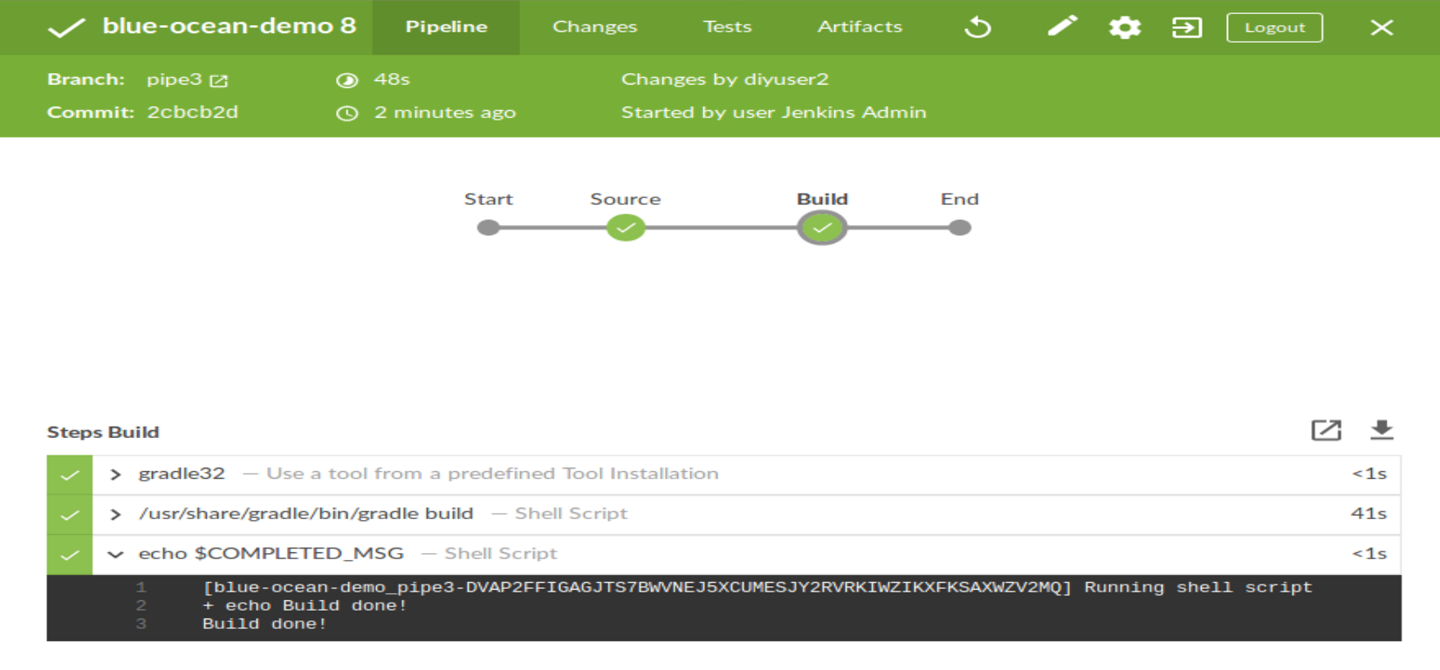 blue-ocean-demo 8 Pipeline Changes Tests Artifacts Logout
Branch: pipe3 48s Changes by diyuser2
Commit: 2cbcb2d 2 minutes ago Started by user Jenkins Admin
Start Source Build End
Steps Build
gradle32 — Use a tool from a predefined Tool Installation <1s
/usr/share/gradle/bin/gradle build — Shell Script 41s
echo $COMPLETED_MSG — Shell Script <1s
1 [blue-ocean-demo_pipe3-DVAP2FFIGAGJTS7BWVNEJ5XCUMESJY2RVRKIWZIKXFKSAXWZV2MQ] Running shell script
2 + echo Build done!
3 Build done!